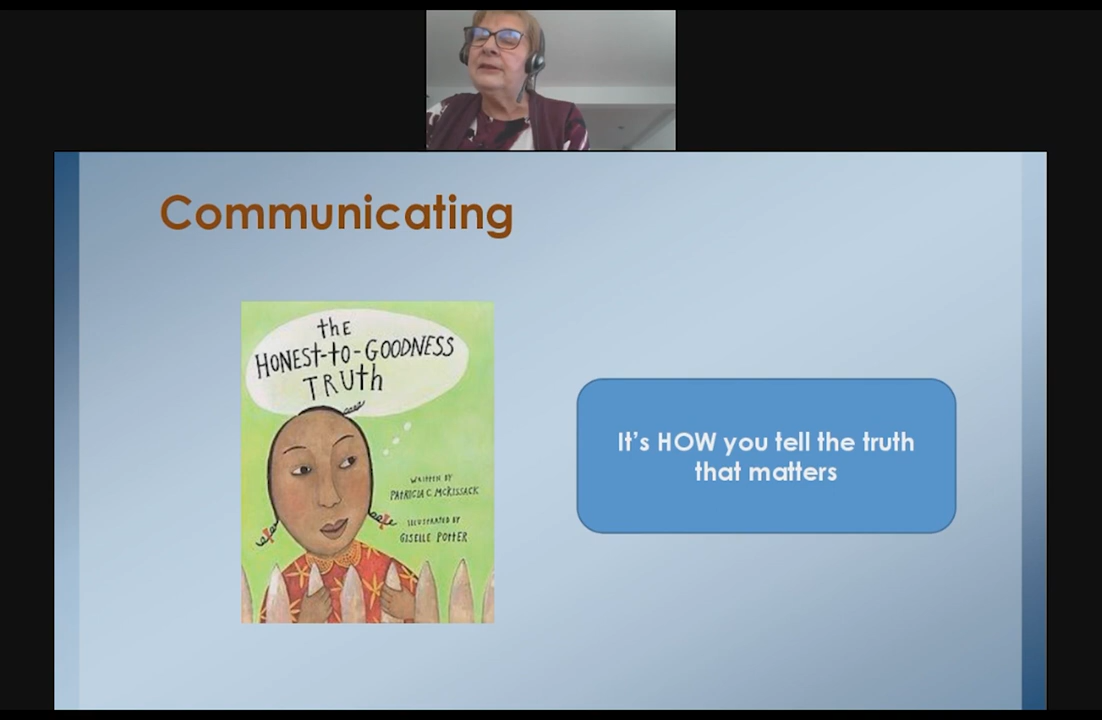 Communicating
the
HONEST-to-GOODNESS
TRUth
WRITTEN BY
PATRICIA C. MCKISSACK
ILLUSTRATED BY
GISELLE POTTER
It's HOW you tell the truth
that matters